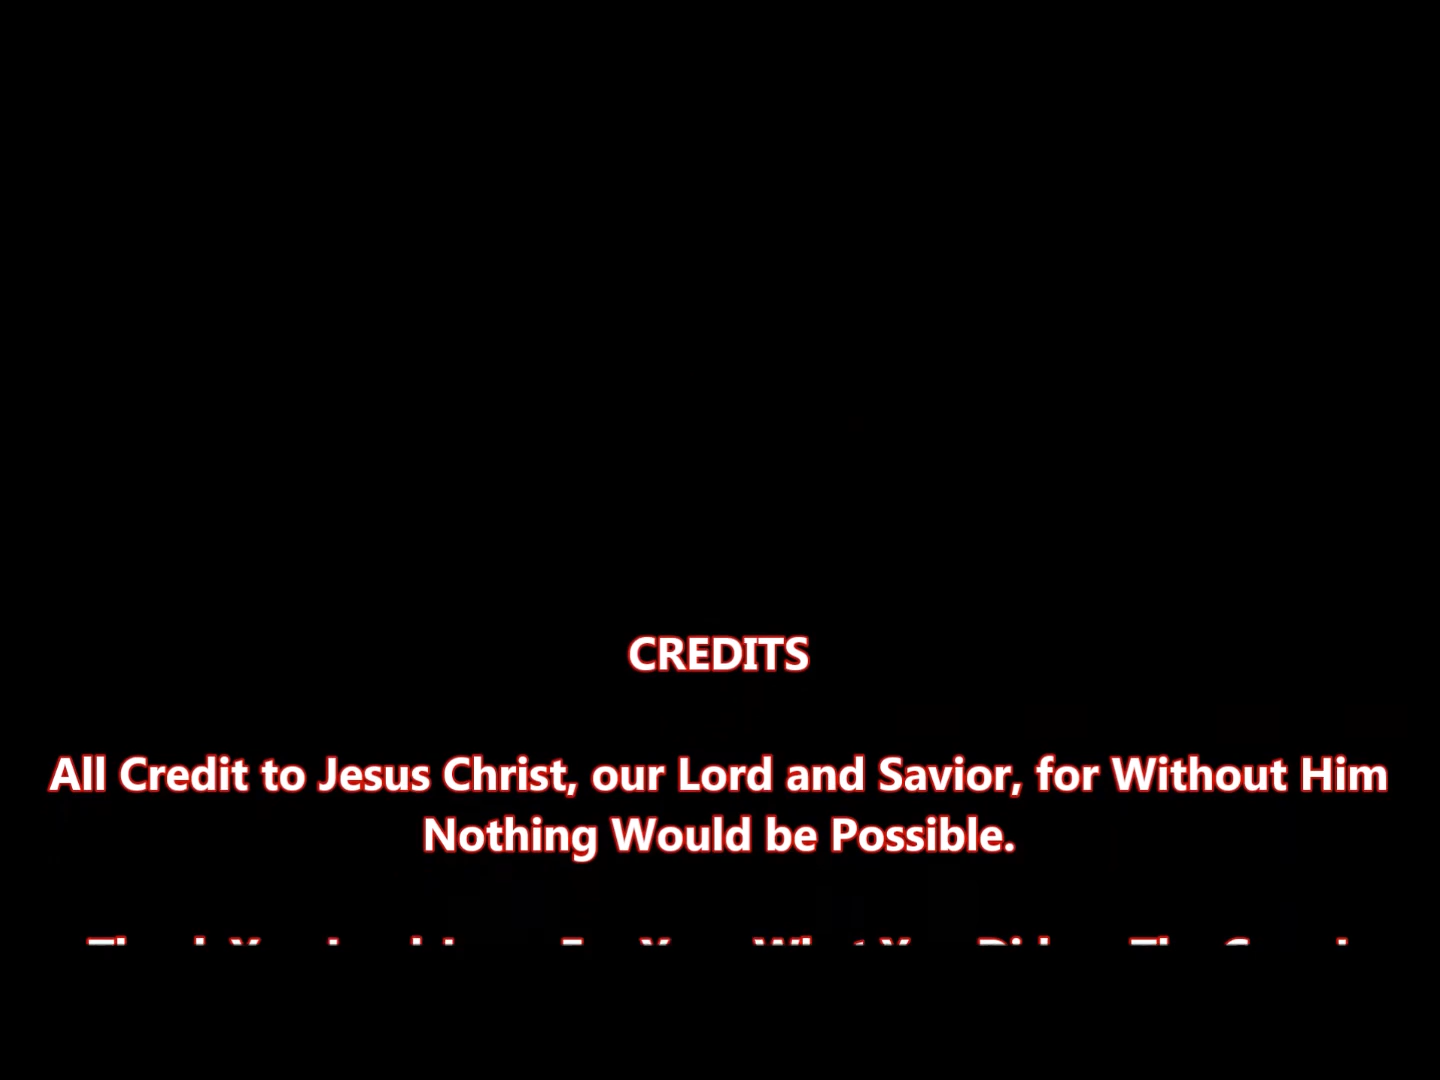 CREDITS
All Credit to Jesus Christ, our Lord and Savior, for Without Him
Nothing Would be Possible.